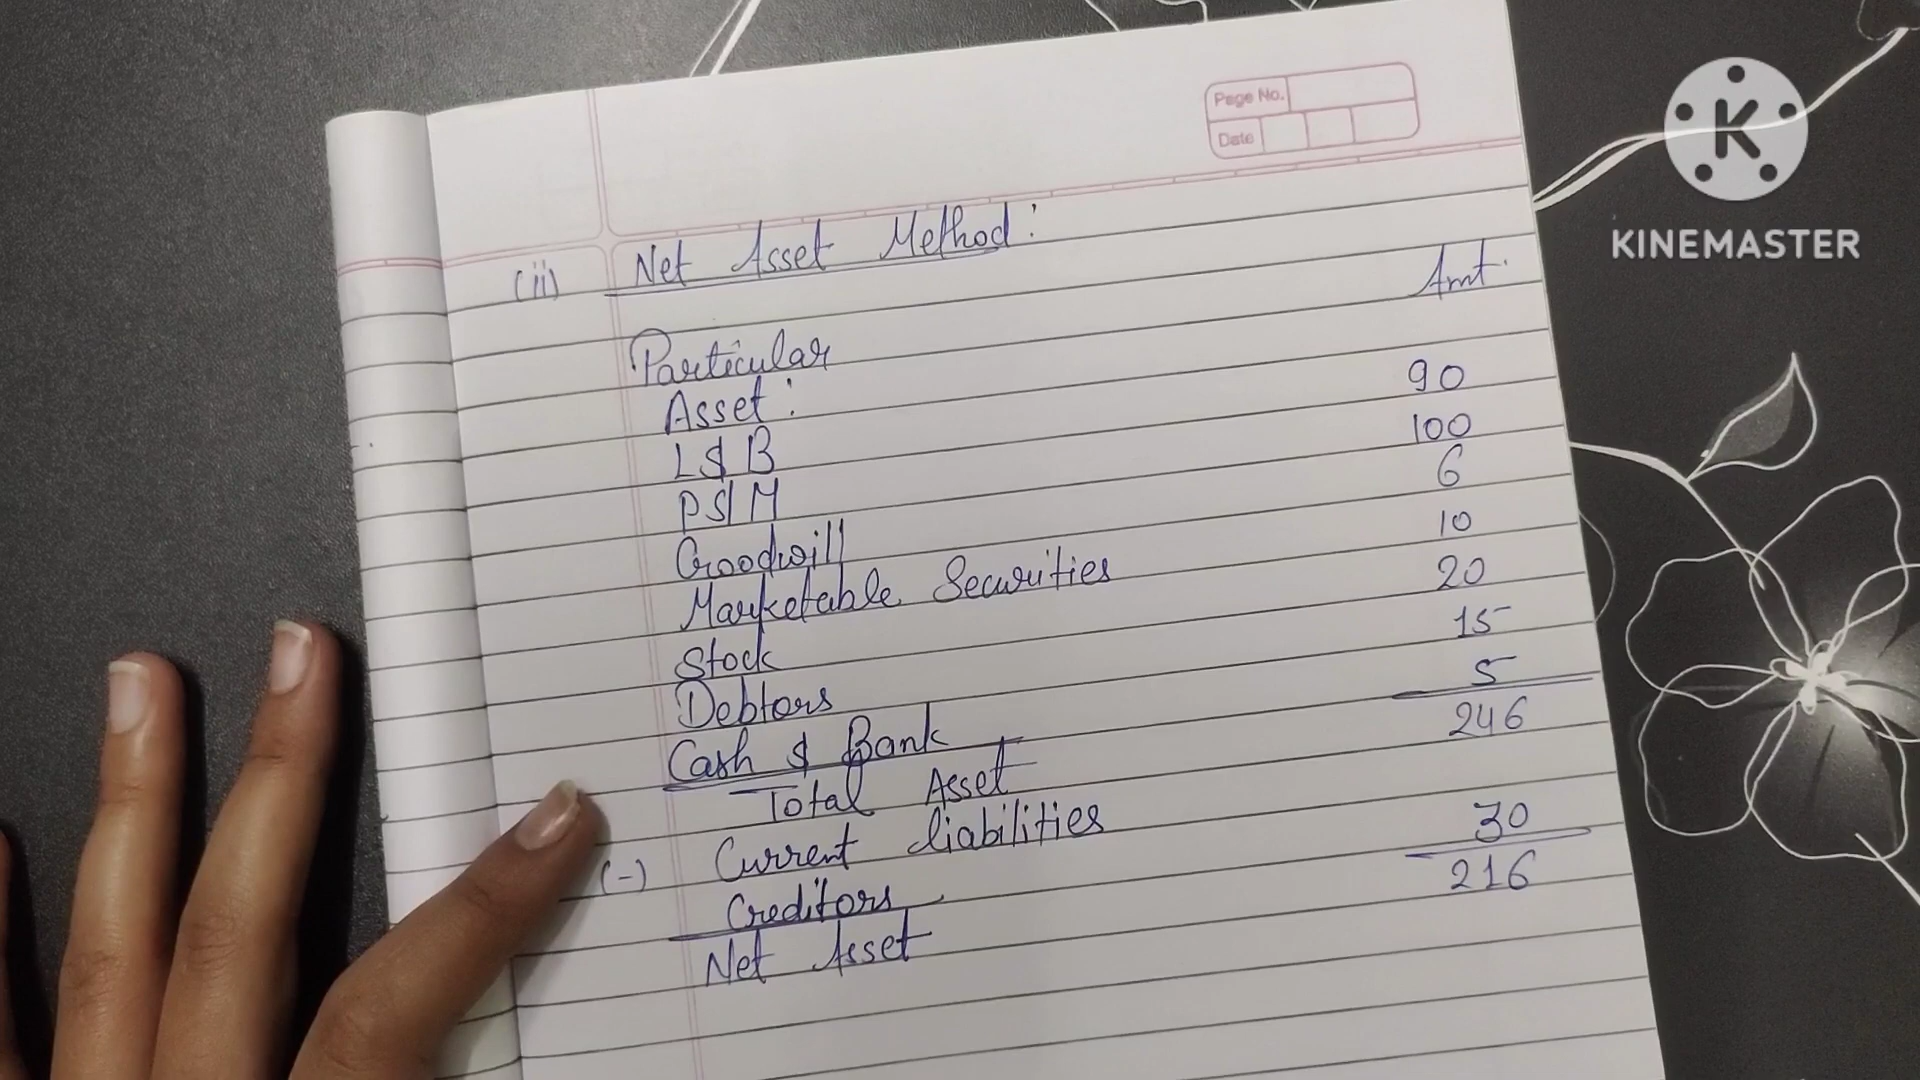 Page No.
Date
(ii) Net Asset Method:
Particular Amt.
Asset:
L & B 90
P & M 100
Goodwill 6
Marketable Securities 10
Stock 20
Debtors 15
Cash & Bank 5
Total Asset 246
(-) Current liabilities
Creditors 30
Net Asset 216
KINEMASTER